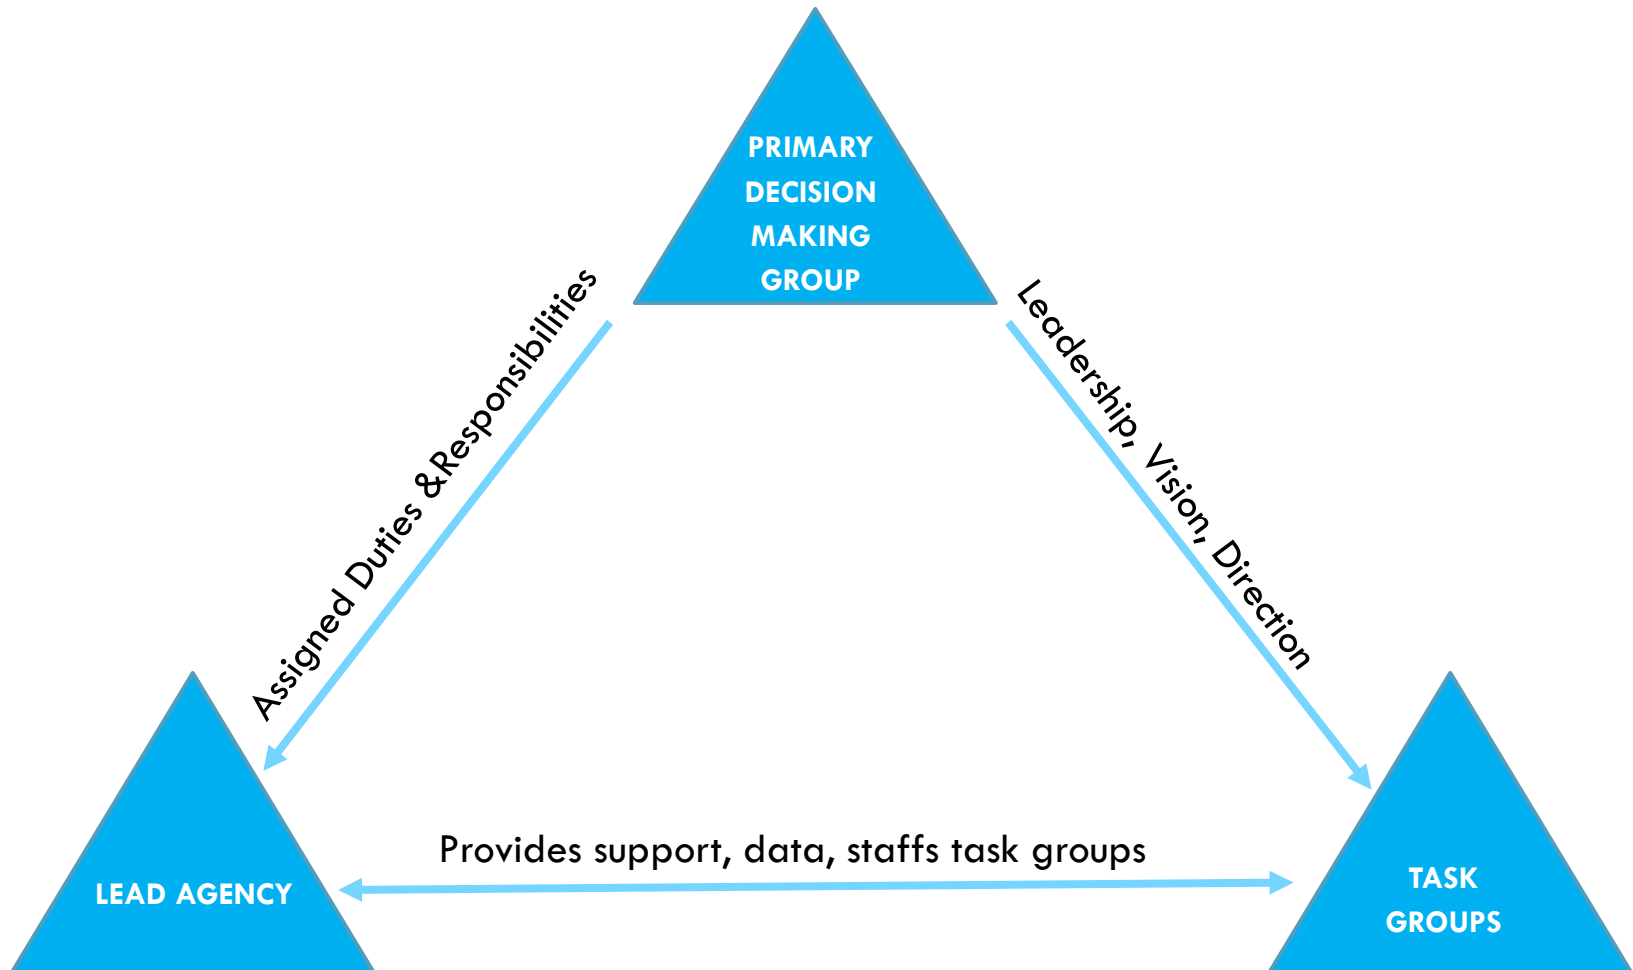 PRIMARY
DECISION
MAKING
GROUP
Assigned Duties &Responsibilities
Leadership, Vision, Direction
Provides support, data, staffs task groups
LEAD AGENCY
TASK
GROUPS